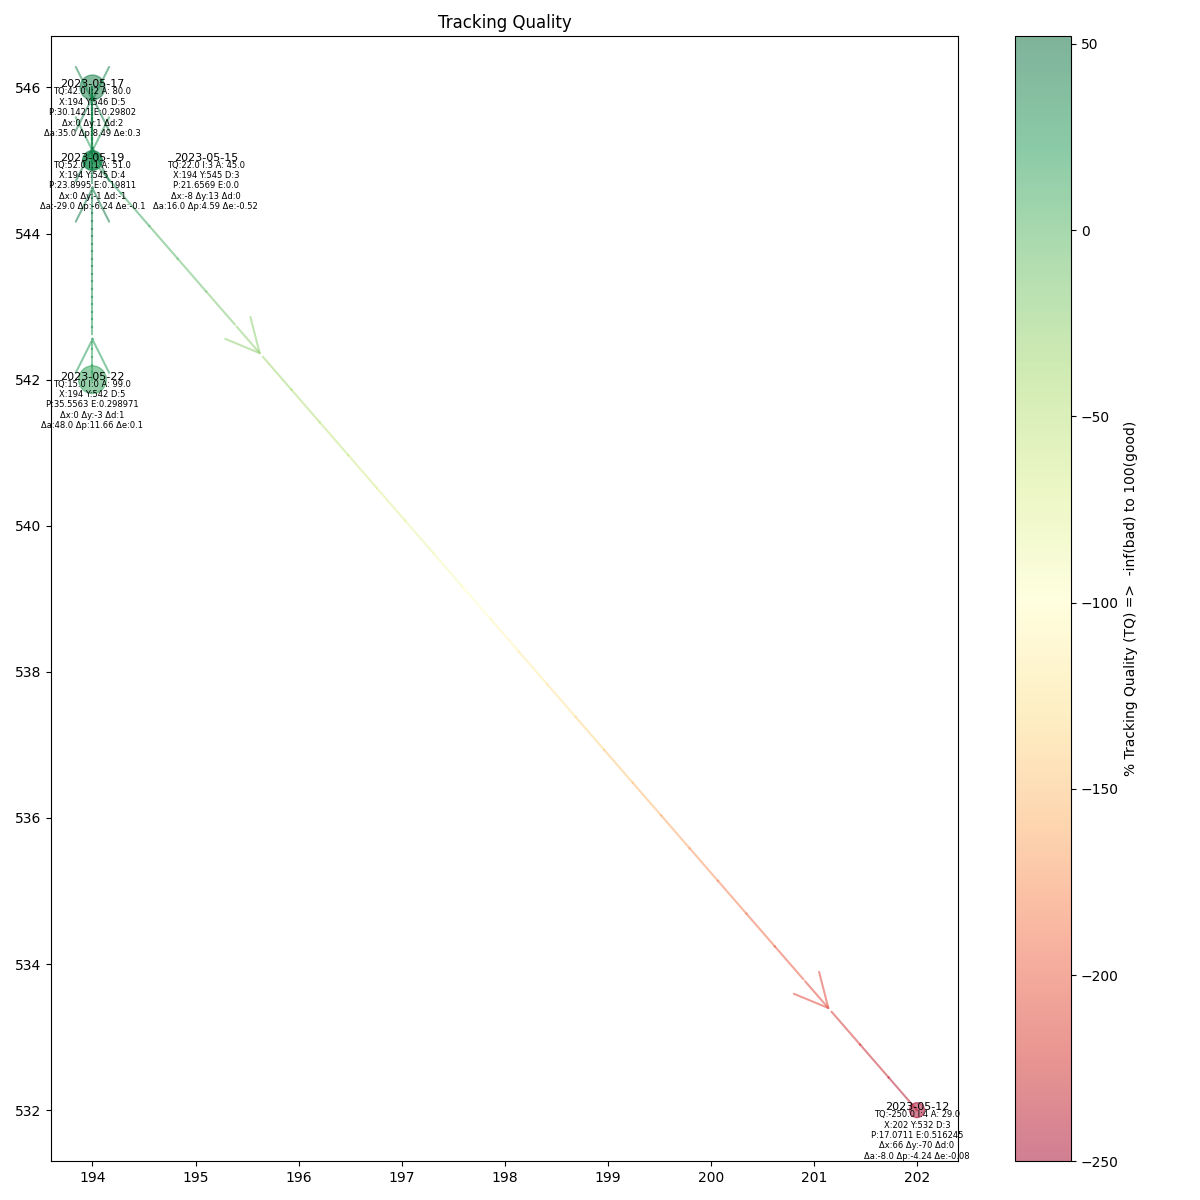 Tracking Quality
2023-05-17
TQ:42.0 I:2 A: 80.0
X:194 Y:546 D:5
P:30.1421 E:0.29802
Δx:0 Δy:1 Δd:2
Δa:35.0 Δp:8.49 Δe:0.3
2023-05-19
TQ:52.0 I:1 A: 51.0
X:194 Y:545 D:4
P:23.8995 E:0.19811
Δx:0 Δy:-1 Δd:-1
Δa:-29.0 Δp:-6.24 Δe:-0.1
2023-05-15
TQ:22.0 I:3 A: 45.0
X:194 Y:545 D:3
P:21.6569 E:0.0
Δx:-8 Δy:13 Δd:0
Δa:16.0 Δp:4.59 Δe:-0.52
2023-05-22
TQ:15.0 I:0 A: 99.0
X:194 Y:542 D:5
P:35.5563 E:0.298971
Δx:0 Δy:-3 Δd:1
Δa:48.0 Δp:11.66 Δe:0.1
2023-05-12
TQ:-250.0 I:4 A: 29.0
X:202 Y:532 D:3
P:17.0711 E:0.516245
Δx:66 Δy:-70 Δd:0
Δa:-8.0 Δp:-4.24 Δe:-0.08
546
544
542
540
538
536
534
532
194
195
196
197
198
199
200
201
202
50
0
−50
−100
−150
−200
−250
% Tracking Quality (TQ) => -inf(bad) to 100(good)